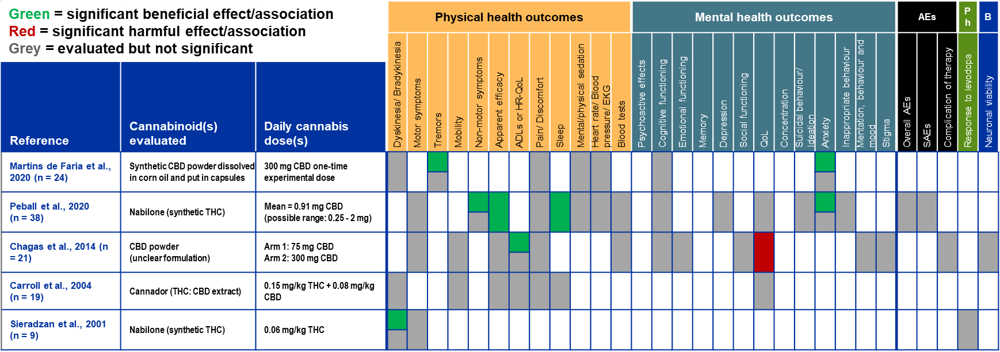 Green = significant beneficial effect/association
Red = significant harmful effect/association
Grey = evaluated but not significant
Physical health outcomes
Mental health outcomes
AEs
P
h
B
Reference
Cannabinoid(s)
evaluated
Daily cannabis
dose(s)
Dyskinesia/ Bradykinesia
Motor symptoms
Tremors
Mobility
Non-motor symptoms
Apparent efficacy
ADLs or HR-QoL
Pain/ Discomfort
Sleep
Mental/physical sedation
Heart rate/ Blood
pressure/ EKG
Blood tests
Psychoactive effects
Cognitive functioning
Emotional functioning
Memory
Depression
Social functioning
QoL
Concentration
Suicidal behaviour/
Ideation
Anxiety
Inappropriate behaviour
Mentation, behaviour and
mood
Stigma
Overall AEs
SAEs
Complication of therapy
Response to levodopa
Neuronal viability
Martins de Faria et al.,
2020 (n = 24)
Synthetic CBD powder dissolved
in corn oil and put in capsules
300 mg CBD one-time
experimental dose
Peball et al., 2020
(n = 38)
Nabilone (synthetic THC)
Mean = 0.91 mg CBD
(possible range: 0.25 - 2 mg)
Chagas et al., 2014 (n
= 21)
CBD powder
(unclear formulation)
Arm 1: 75 mg CBD
Arm 2: 300 mg CBD
Carroll et al., 2004
(n = 19)
Cannador (THC: CBD extract)
0.15 mg/kg THC + 0.08 mg/kg
CBD
Sieradzan et al., 2001
(n = 9)
Nabilone (synthetic THC)
0.06 mg/kg THC